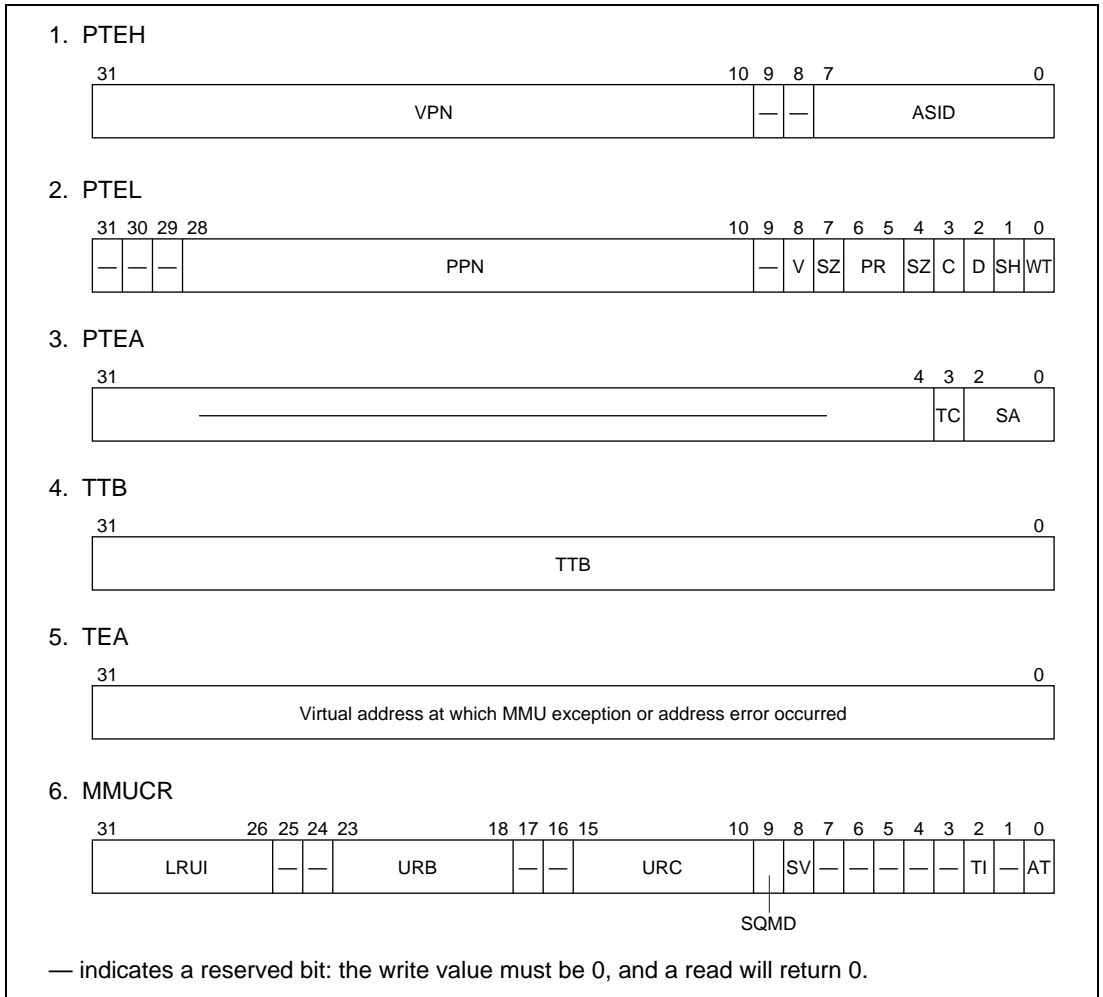 1. PTEH
31 10 9 8 7 0
VPN — — ASID
2. PTEL
31 30 29 28 10 9 8 7 6 5 4 3 2 1 0
— — — PPN — V SZ PR SZ C D SH WT
3. PTEA
31 4 3 2 0
— TC SA
4. TTB
31 0
TTB
5. TEA
31 0
Virtual address at which MMU exception or address error occurred
6. MMUCR
31 26 25 24 23 18 17 16 15 10 9 8 7 6 5 4 3 2 1 0
LRUI — — URB — — URC SV — — — — — TI — AT
SQMD
— indicates a reserved bit: the write value must be 0, and a read will return 0.